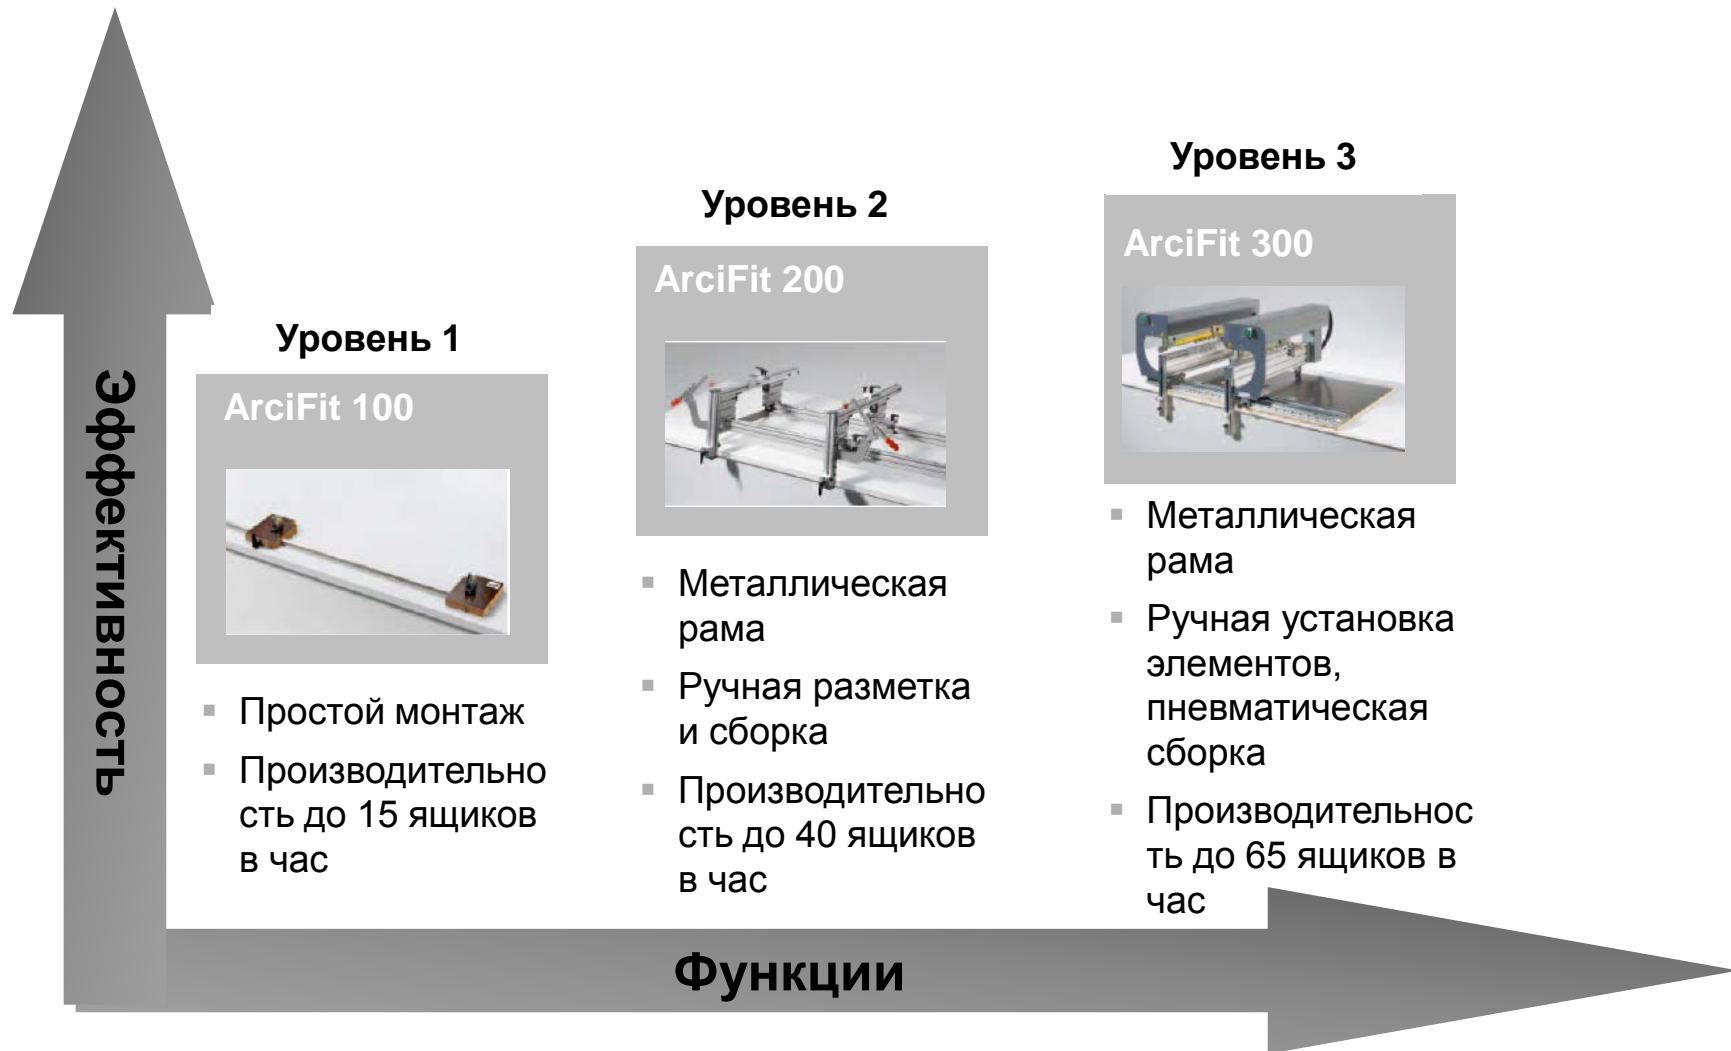 Эффективность
Уровень 1
ArciFit 100
Простой монтаж
Производительно
сть до 15 ящиков
в час
Уровень 2
ArciFit 200
Металлическая
рама
Ручная разметка
и сборка
Производительно
сть до 40 ящиков
в час
Уровень 3
ArciFit 300
Металлическая
рама
Ручная установка
элементов,
пневматическая
сборка
Производительнос
ть до 65 ящиков в
час
Функции